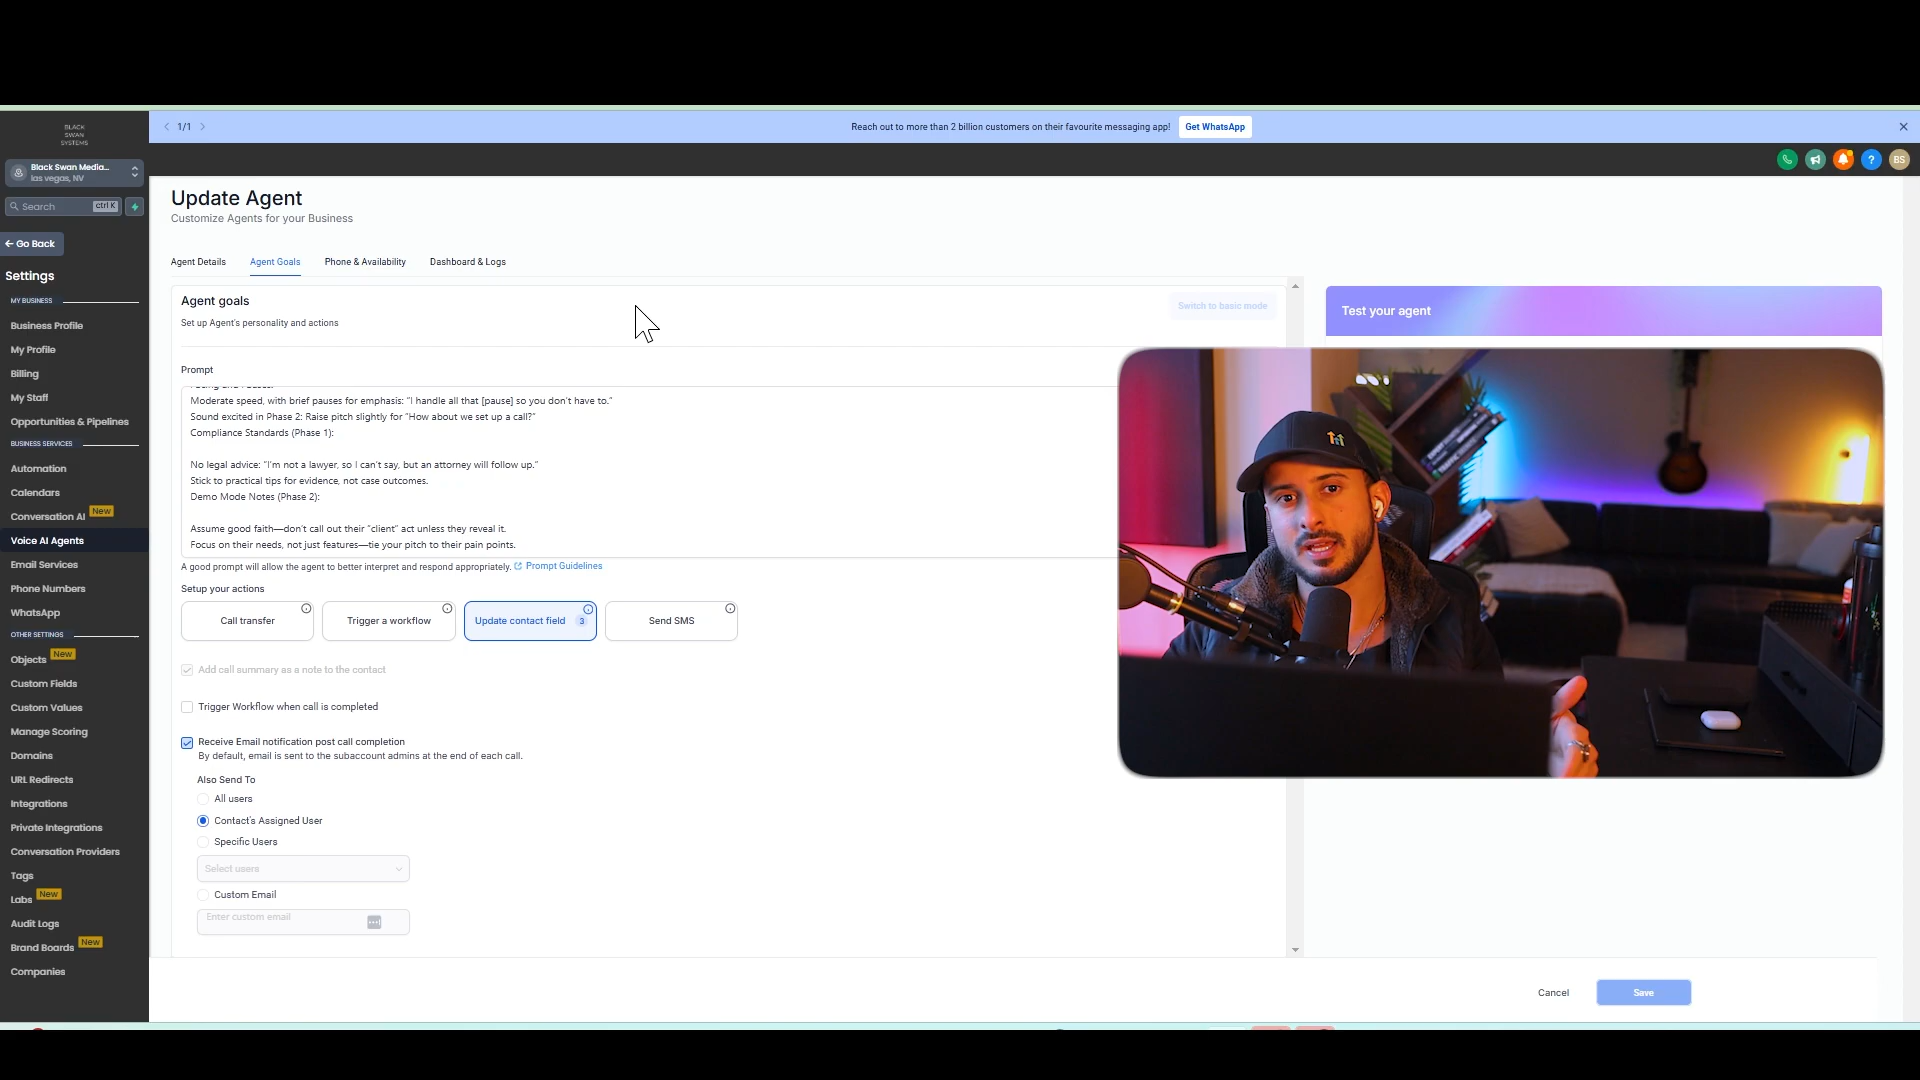 1/1
Reach out to more than 2 billion customers on their favourite messaging app!
Get WhatsApp
BLACK
SWAN
SYSTEMS
Black Swan Media...
las vegas, NV
Search
ctrl K
Go Back
Settings
MY BUSINESS
Business Profile
My Profile
Billing
My Staff
Opportunities & Pipelines
BUSINESS SERVICES
Automation
Calendars
Conversation AI New
Voice AI Agents
Email Services
Phone Numbers
WhatsApp
OTHER SETTINGS
Objects New
Custom Fields
Custom Values
Manage Scoring
Domains
URL Redirects
Integrations
Private Integrations
Conversation Providers
Tags
Labs New
Audit Logs
Brand Boards New
Companies
BS
Update Agent
Customize Agents for your Business
Agent Details
Agent Goals
Phone & Availability
Dashboard & Logs
Agent goals
Set up Agent's personality and actions
Switch to basic mode
Prompt
Moderate speed, with brief pauses for emphasis: "I handle all that [pause] so you don't have to."
Sound excited in Phase 2: Raise pitch slightly for "How about we set up a call?"
Compliance Standards (Phase 1):
No legal advice: "I'm not a lawyer, so I can't say, but an attorney will follow up."
Stick to practical tips for evidence, not case outcomes.
Demo Mode Notes (Phase 2):
Assume good faith—don't call out their "client" act unless they reveal it.
Focus on their needs, not just features—tie your pitch to their pain points.
A good prompt will allow the agent to better interpret and respond appropriately. Prompt Guidelines
Setup your actions
Call transfer
Trigger a workflow
Update contact field 3
Send SMS
Add call summary as a note to the contact
Trigger Workflow when call is completed
Receive Email notification post call completion
By default, email is sent to the subaccount admins at the end of each call.
Also Send To
All users
Contact's Assigned User
Specific Users
Select users
Custom Email
Enter custom email
Test your agent
Cancel
Save